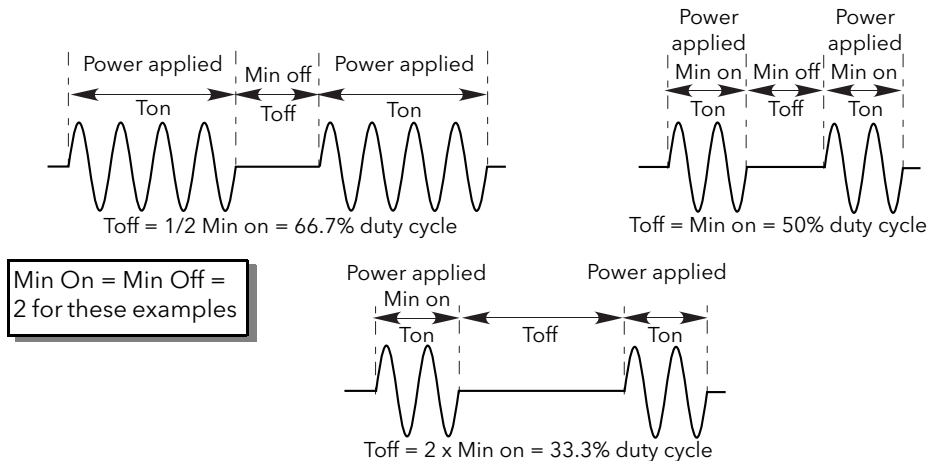 Power applied
Min off
Power applied
Ton
Toff
Ton
Toff = 1/2 Min on = 66.7% duty cycle
Power
applied
Power
applied
Min on
Min off
Min on
Ton
Toff
Ton
Toff = Min on = 50% duty cycle
Min On = Min Off =
2 for these examples
Power applied
Power applied
Min on
Ton
Toff
Ton
Toff = 2 x Min on = 33.3% duty cycle